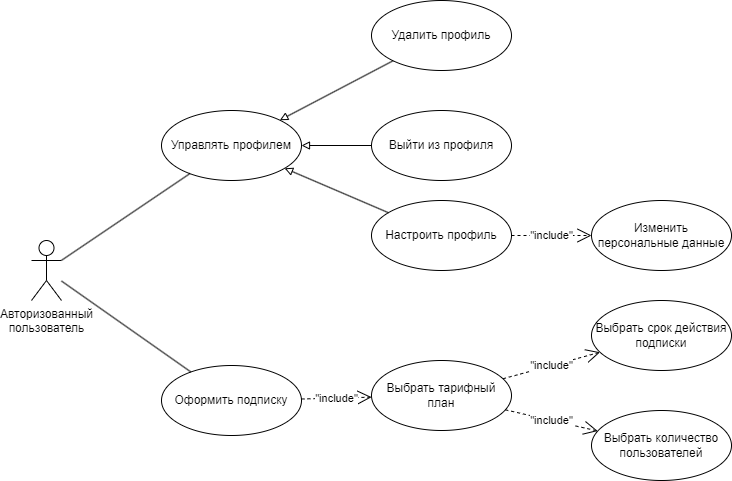 Удалить профиль
Управлять профилем
Выйти из профиля
Настроить профиль
"include"
Изменить
персональные данные
Авторизованный
пользователь
Выбрать срок действия
подписки
"include"
Оформить подписку
"include"
Выбрать тарифный
план
"include"
Выбрать количество
пользователей